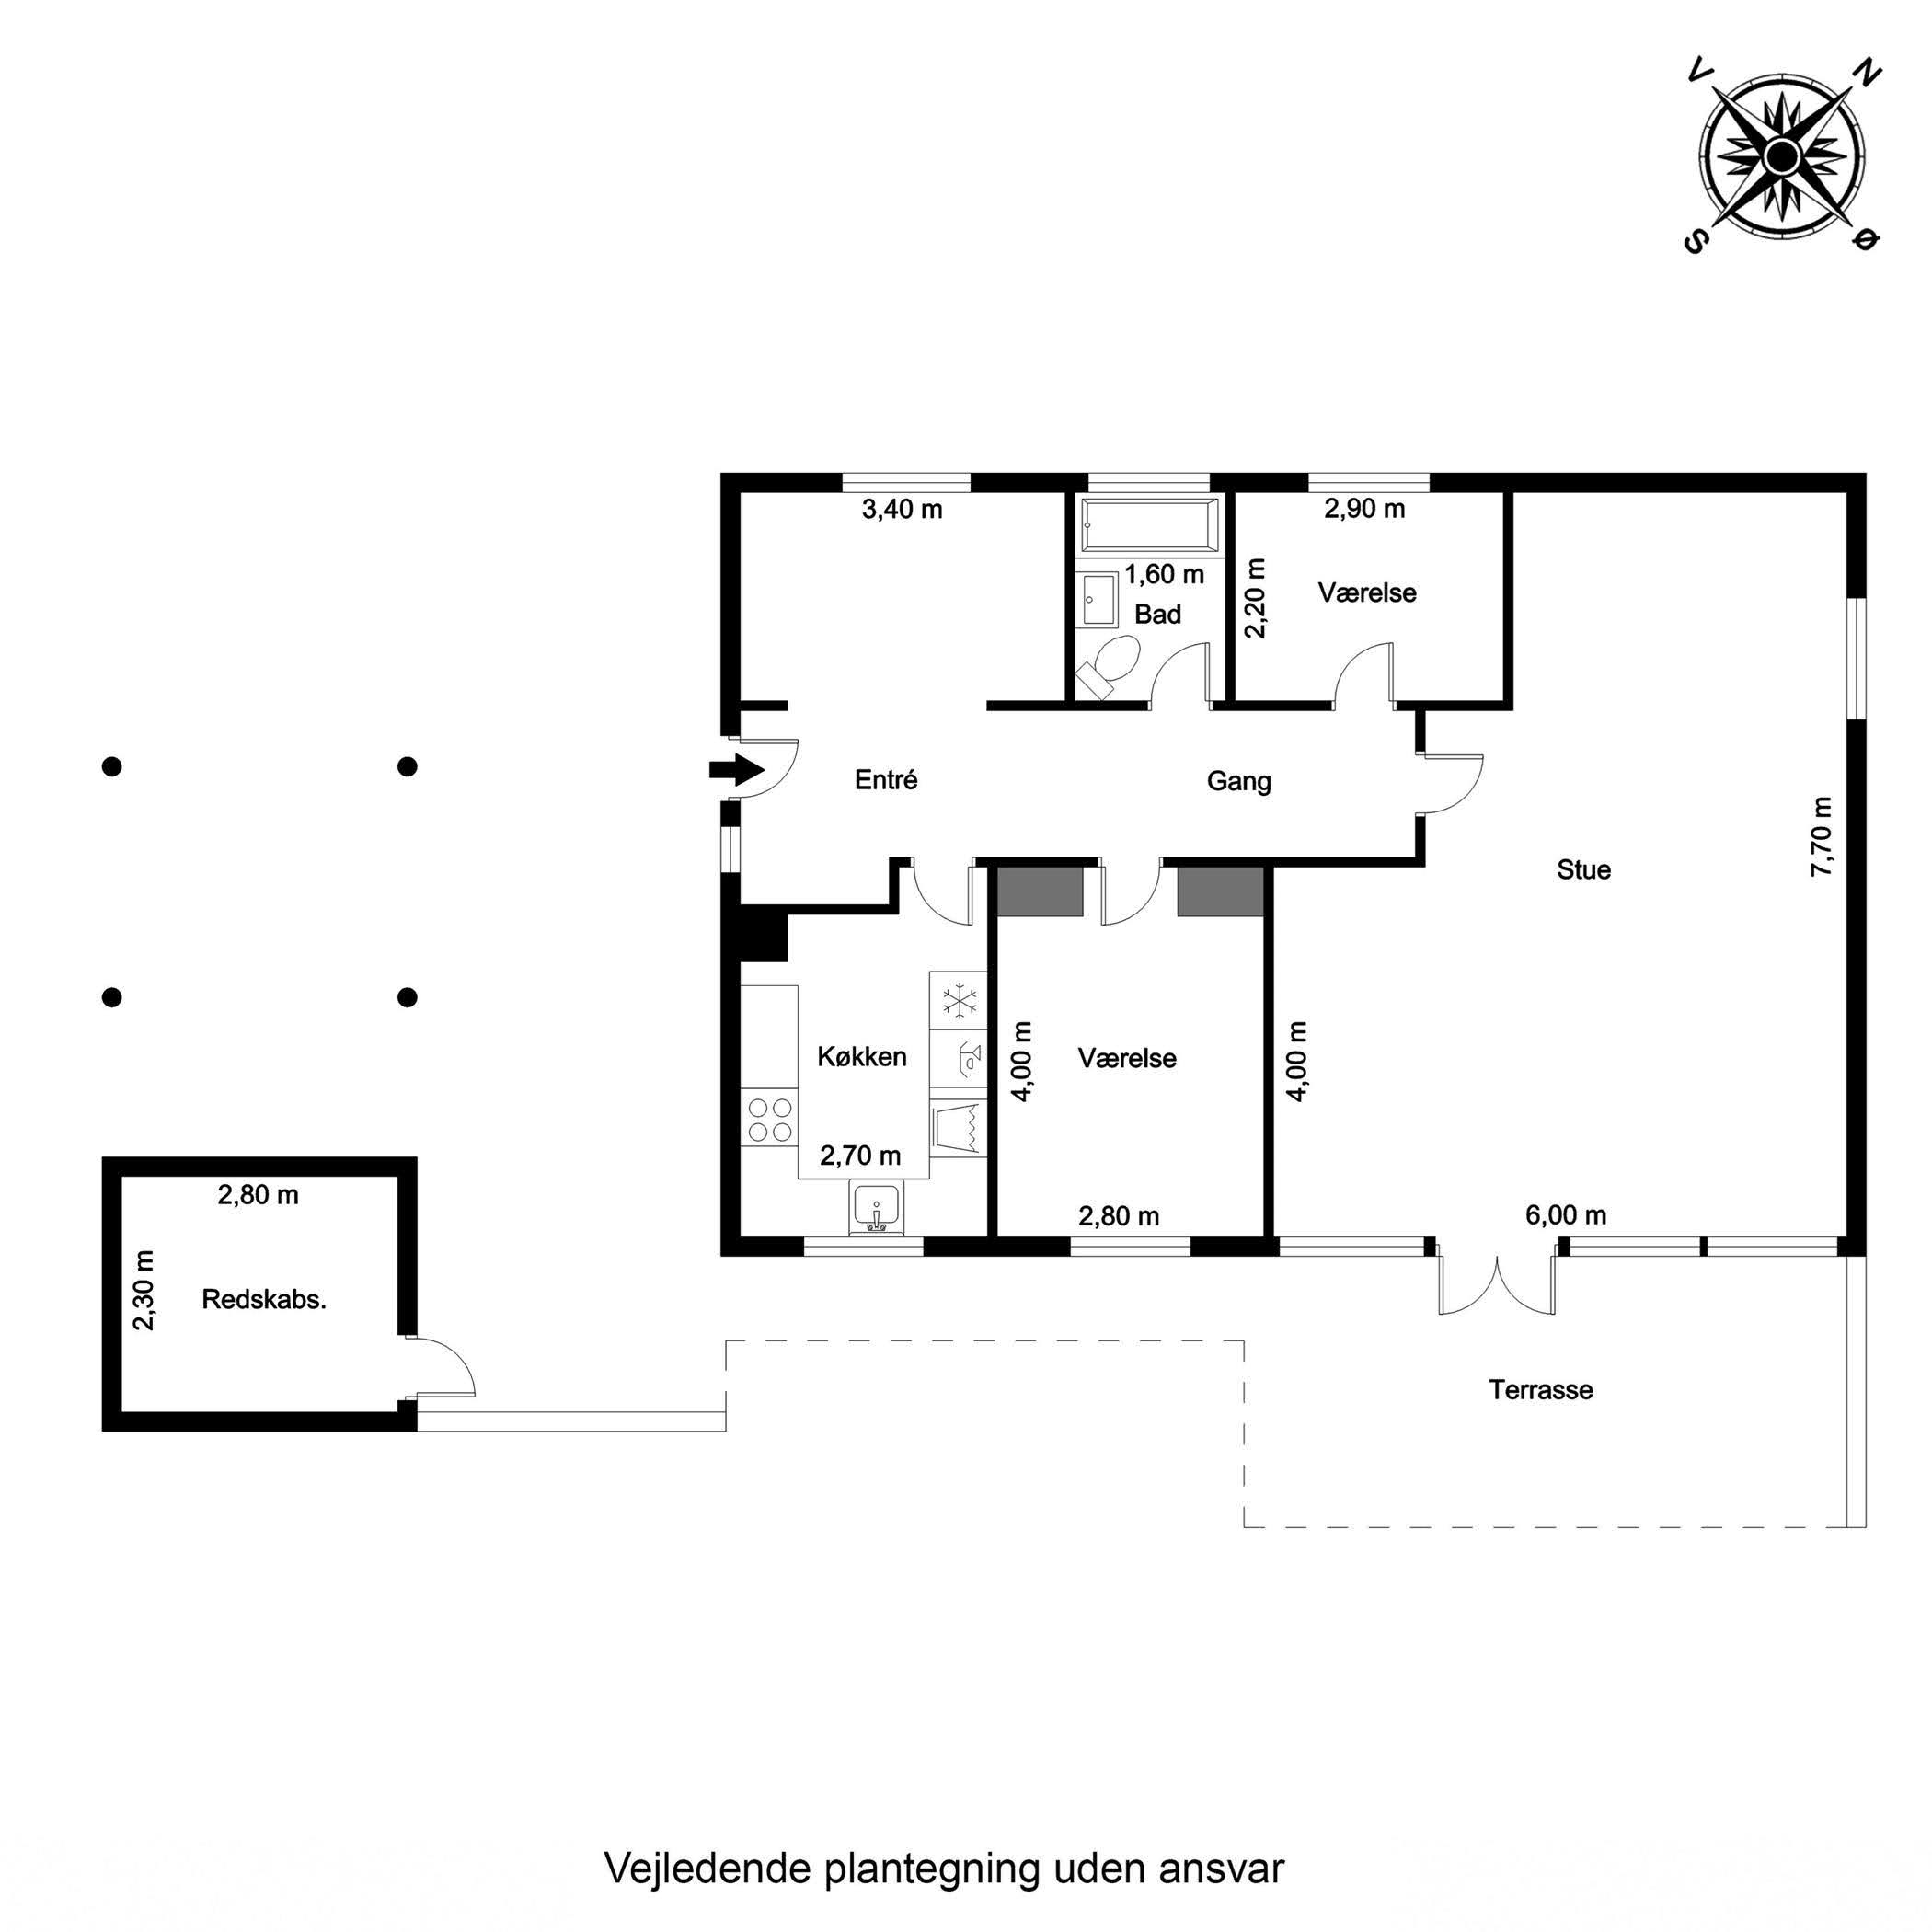 V
N
S
Ø
3,40 m
2,90 m
1,60 m
Bad
2,20 m
Værelse
Entré
Gang
7,70 m
Stue
Køkken
4,00 m
Værelse
4,00 m
2,70 m
2,80 m
6,00 m
2,80 m
2,30 m
Redskabs.
Terrasse
Vejledende plantegning uden ansvar